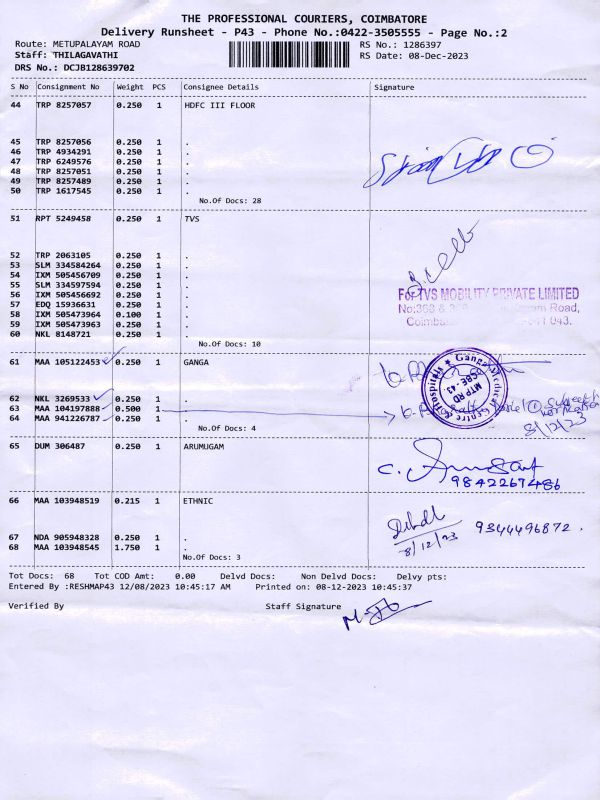 THE PROFESSIONAL COURIERS, COIMBATORE
Delivery Runsheet - P43 - Phone No.:0422-3505555 - Page No.:2
Route: METUPALAYAM ROAD RS No.: 1286397
Staff: THILAGAVATHI RS Date: 08-Dec-2023
DRS No.: DCJB128639702
S No Consignment No Weight PCS Consignee Details Signature
44 TRP 8257057 0.250 1 HDFC III FLOOR
45 TRP 8257056 0.250 1 .
46 TRP 4934291 0.250 1 .
47 TRP 6249576 0.250 1 .
48 TRP 8257051 0.250 1 .
49 TRP 8257489 0.250 1 .
50 TRP 1617545 0.250 1 .
No.Of Docs: 28
51 RPT 5249458 0.250 1 TVS
52 TRP 2063105 0.250 1 .
53 SLM 334584264 0.250 1 .
54 IXM 505456709 0.250 1 .
55 SLM 334597594 0.250 1 .
56 IXM 505456692 0.250 1 .
57 EDQ 15936631 0.250 1 .
58 IXM 505473964 0.100 1 .
59 IXM 505473963 0.250 1 .
60 NKL 8148721 0.250 1 .
No.Of Docs: 10
For TVS MOBILITY PRIVATE LIMITED
No:368 & Road,
Coimba 043.
61 MAA 105122453 0.250 1 GANGA
Ganga Medical Centre & Hospitals
MTP RD
CBE-43.
62 NKL 3269533 0.250 1 .
63 MAA 104197888 0.500 1 .
64 MAA 941226787 0.250 1 .
No.Of Docs: 4
8/12/23
65 DUM 306487 0.250 1 ARUMUGAM
9842267486
66 MAA 103948519 0.215 1 ETHNIC
9344496872.
8/12/23
67 NDA 905948328 0.250 1 .
68 MAA 103948545 1.750 1 .
No.Of Docs: 3
Tot Docs: 68 Tot COD Amt: 0.00 Delvd Docs: Non Delvd Docs: Delvy pts:
Entered By :RESHMAP43 12/08/2023 10:45:17 AM Printed on: 08-12-2023 10:45:37
Verified By Staff Signature